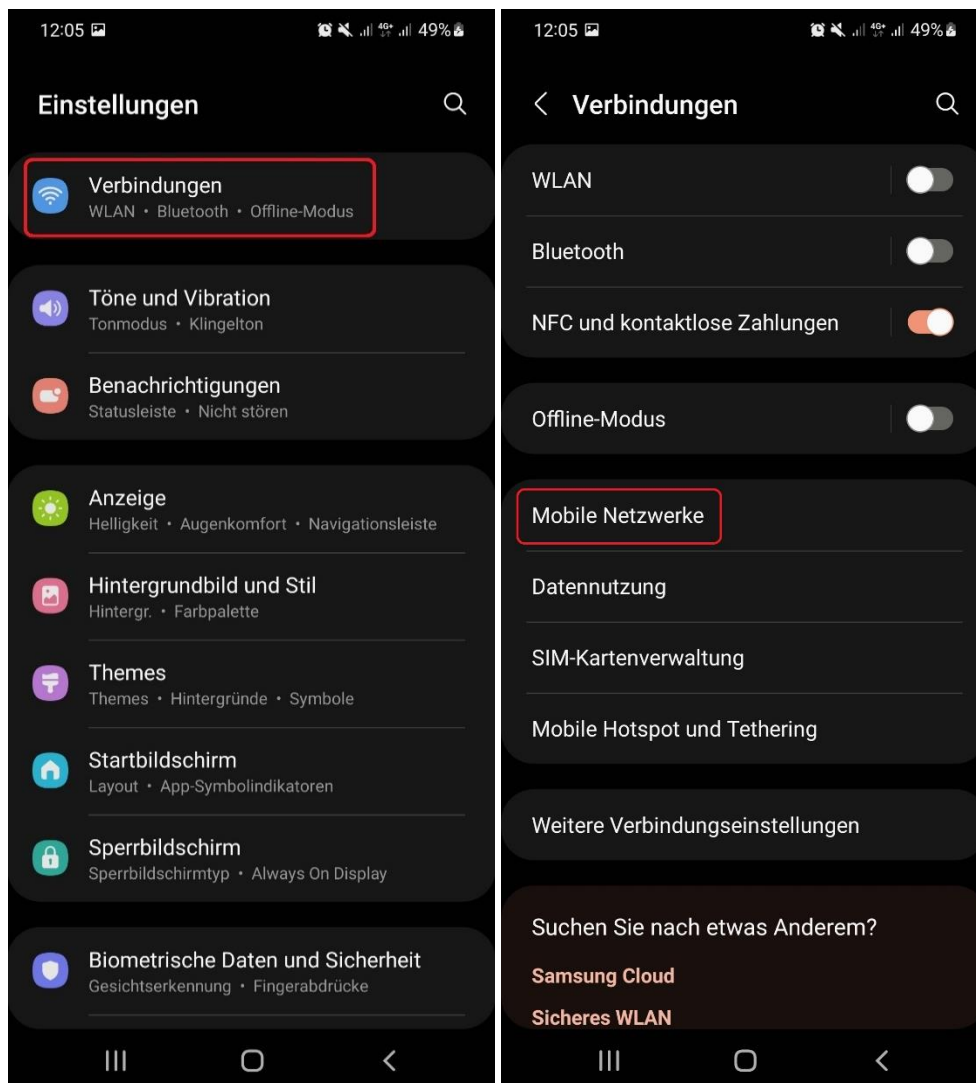 12:05
4G+
49%
Einstellungen
Verbindungen
WLAN • Bluetooth • Offline-Modus
Töne und Vibration
Tonmodus • Klingelton
Benachrichtigungen
Statusleiste • Nicht stören
Anzeige
Helligkeit • Augenkomfort • Navigationsleiste
Hintergrundbild und Stil
Hintergr. • Farbpalette
Themes
Themes • Hintergründe • Symbole
Startbildschirm
Layout • App-Symbolindikatoren
Sperrbildschirm
Sperrbildschirmtyp • Always On Display
Biometrische Daten und Sicherheit
Gesichtserkennung • Fingerabdrücke
12:05
4G+
49%
Verbindungen
WLAN
Bluetooth
NFC und kontaktlose Zahlungen
Offline-Modus
Mobile Netzwerke
Datennutzung
SIM-Kartenverwaltung
Mobile Hotspot und Tethering
Weitere Verbindungseinstellungen
Suchen Sie nach etwas Anderem?
Samsung Cloud
Sicheres WLAN